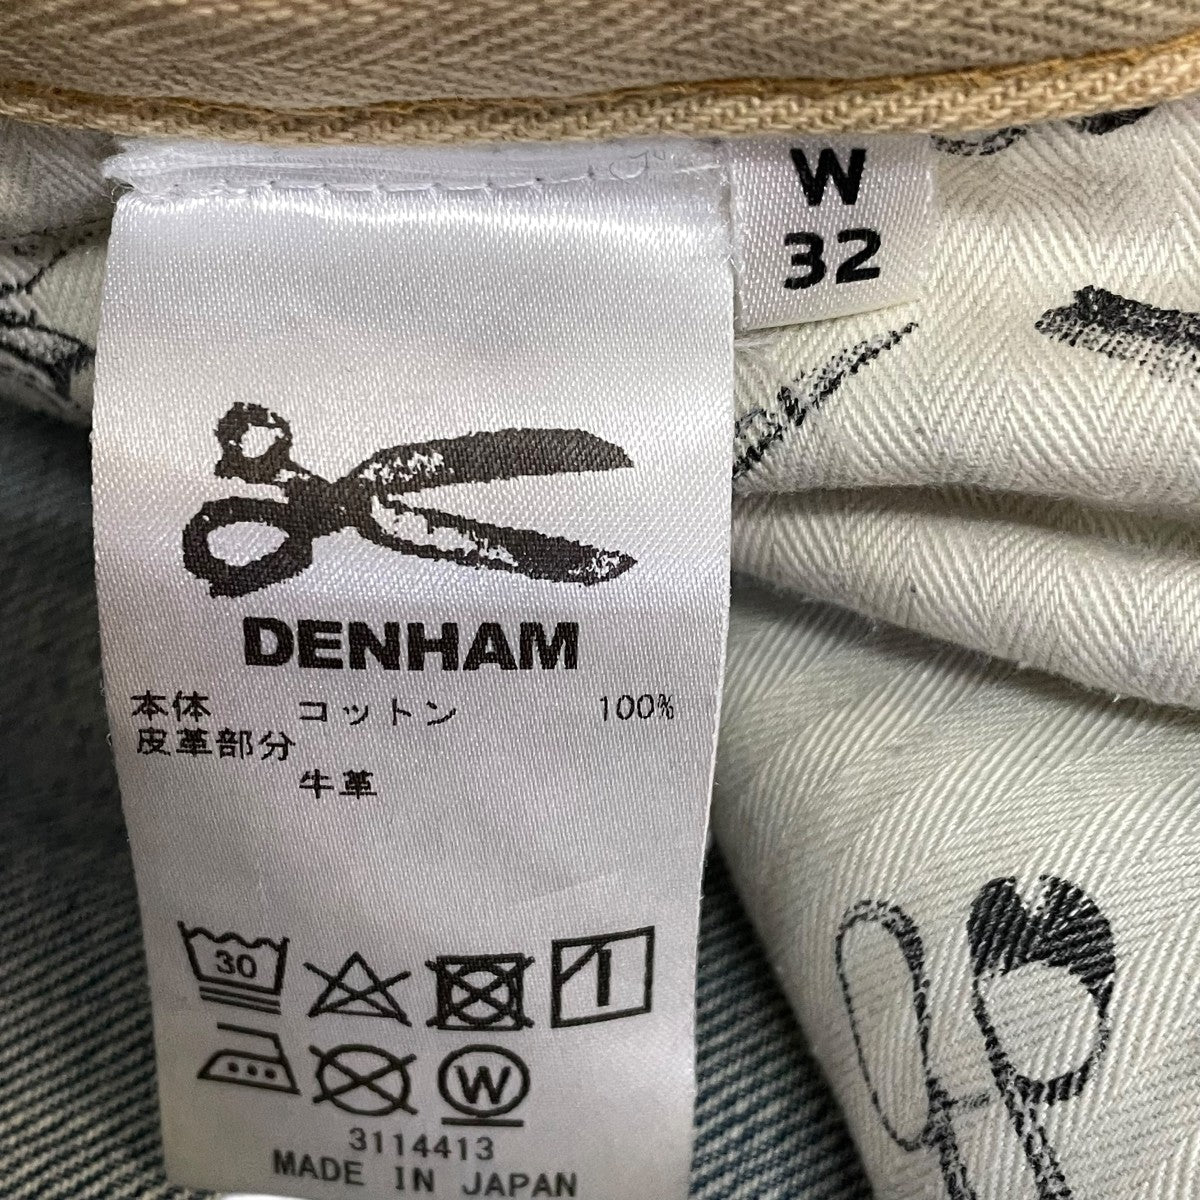 W
32
DENHAM
本体 コットン 100%
皮革部分
牛革
30
W
3114413
MADE IN JAPAN